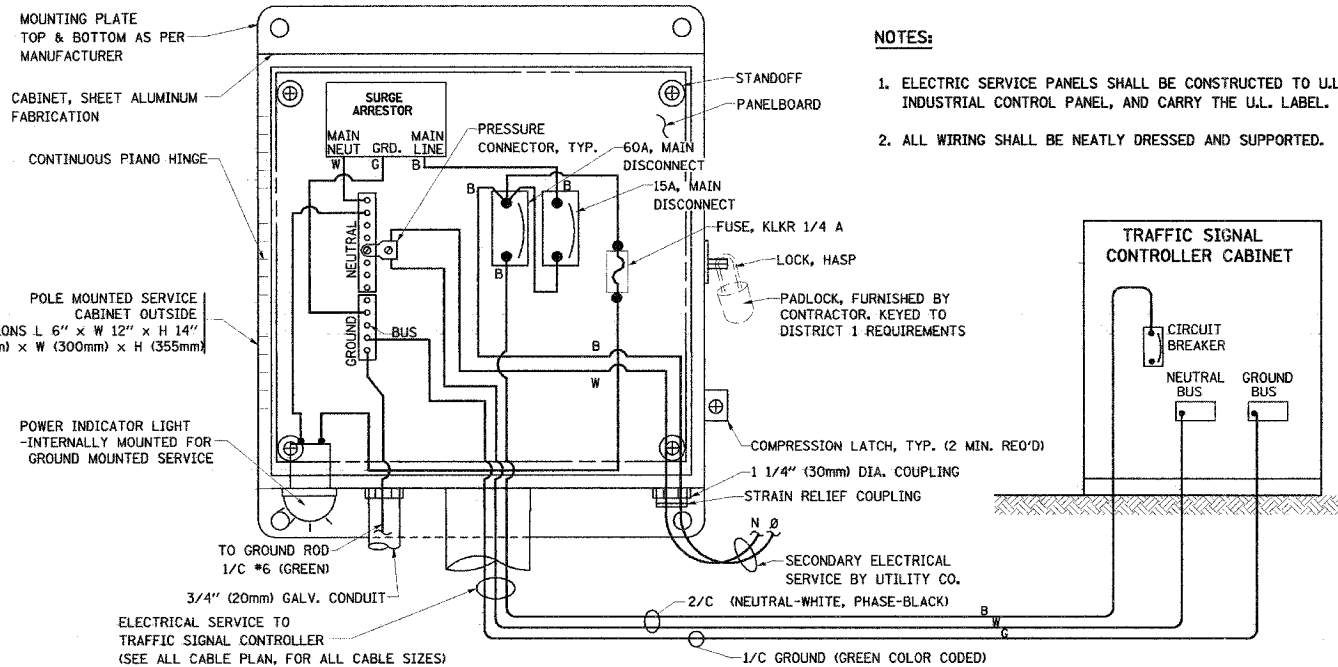 MOUNTING PLATE
TOP & BOTTOM AS PER
MANUFACTURER
CABINET, SHEET ALUMINUM
FABRICATION
CONTINUOUS PIANO HINGE
POLE MOUNTED SERVICE
CABINET OUTSIDE
L 6" x W 12" x H 14"
x W (300mm) x H (355mm)
POWER INDICATOR LIGHT
-INTERNALLY MOUNTED FOR
GROUND MOUNTED SERVICE
SURGE
ARRESTOR
MAIN
NEUT
GRD.
MAIN
LINE
W
G
B
NEUTRAL
GROUND
BUS
PRESSURE
CONNECTOR, TYP.
B
B
B
B
W
STANDOFF
PANELBOARD
60A, MAIN
DISCONNECT
15A, MAIN
DISCONNECT
FUSE, KLKR 1/4 A
LOCK, HASP
PADLOCK, FURNISHED BY
CONTRACTOR. KEYED TO
DISTRICT 1 REQUIREMENTS
COMPRESSION LATCH, TYP. (2 MIN. REQ'D)
1 1/4" (30mm) DIA. COUPLING
STRAIN RELIEF COUPLING
N Ø
SECONDARY ELECTRICAL
SERVICE BY UTILITY CO.
TO GROUND ROD
1/C #6 (GREEN)
3/4" (20mm) GALV. CONDUIT
ELECTRICAL SERVICE TO
TRAFFIC SIGNAL CONTROLLER
(SEE ALL CABLE PLAN, FOR ALL CABLE SIZES)
2/C (NEUTRAL-WHITE, PHASE-BLACK)
B
W
G
1/C GROUND (GREEN COLOR CODED)
NOTES:
1. ELECTRIC SERVICE PANELS SHALL BE CONSTRUCTED TO U.L
INDUSTRIAL CONTROL PANEL, AND CARRY THE U.L. LABEL.
2. ALL WIRING SHALL BE NEATLY DRESSED AND SUPPORTED.
TRAFFIC SIGNAL
CONTROLLER CABINET
CIRCUIT
BREAKER
NEUTRAL
BUS
GROUND
BUS